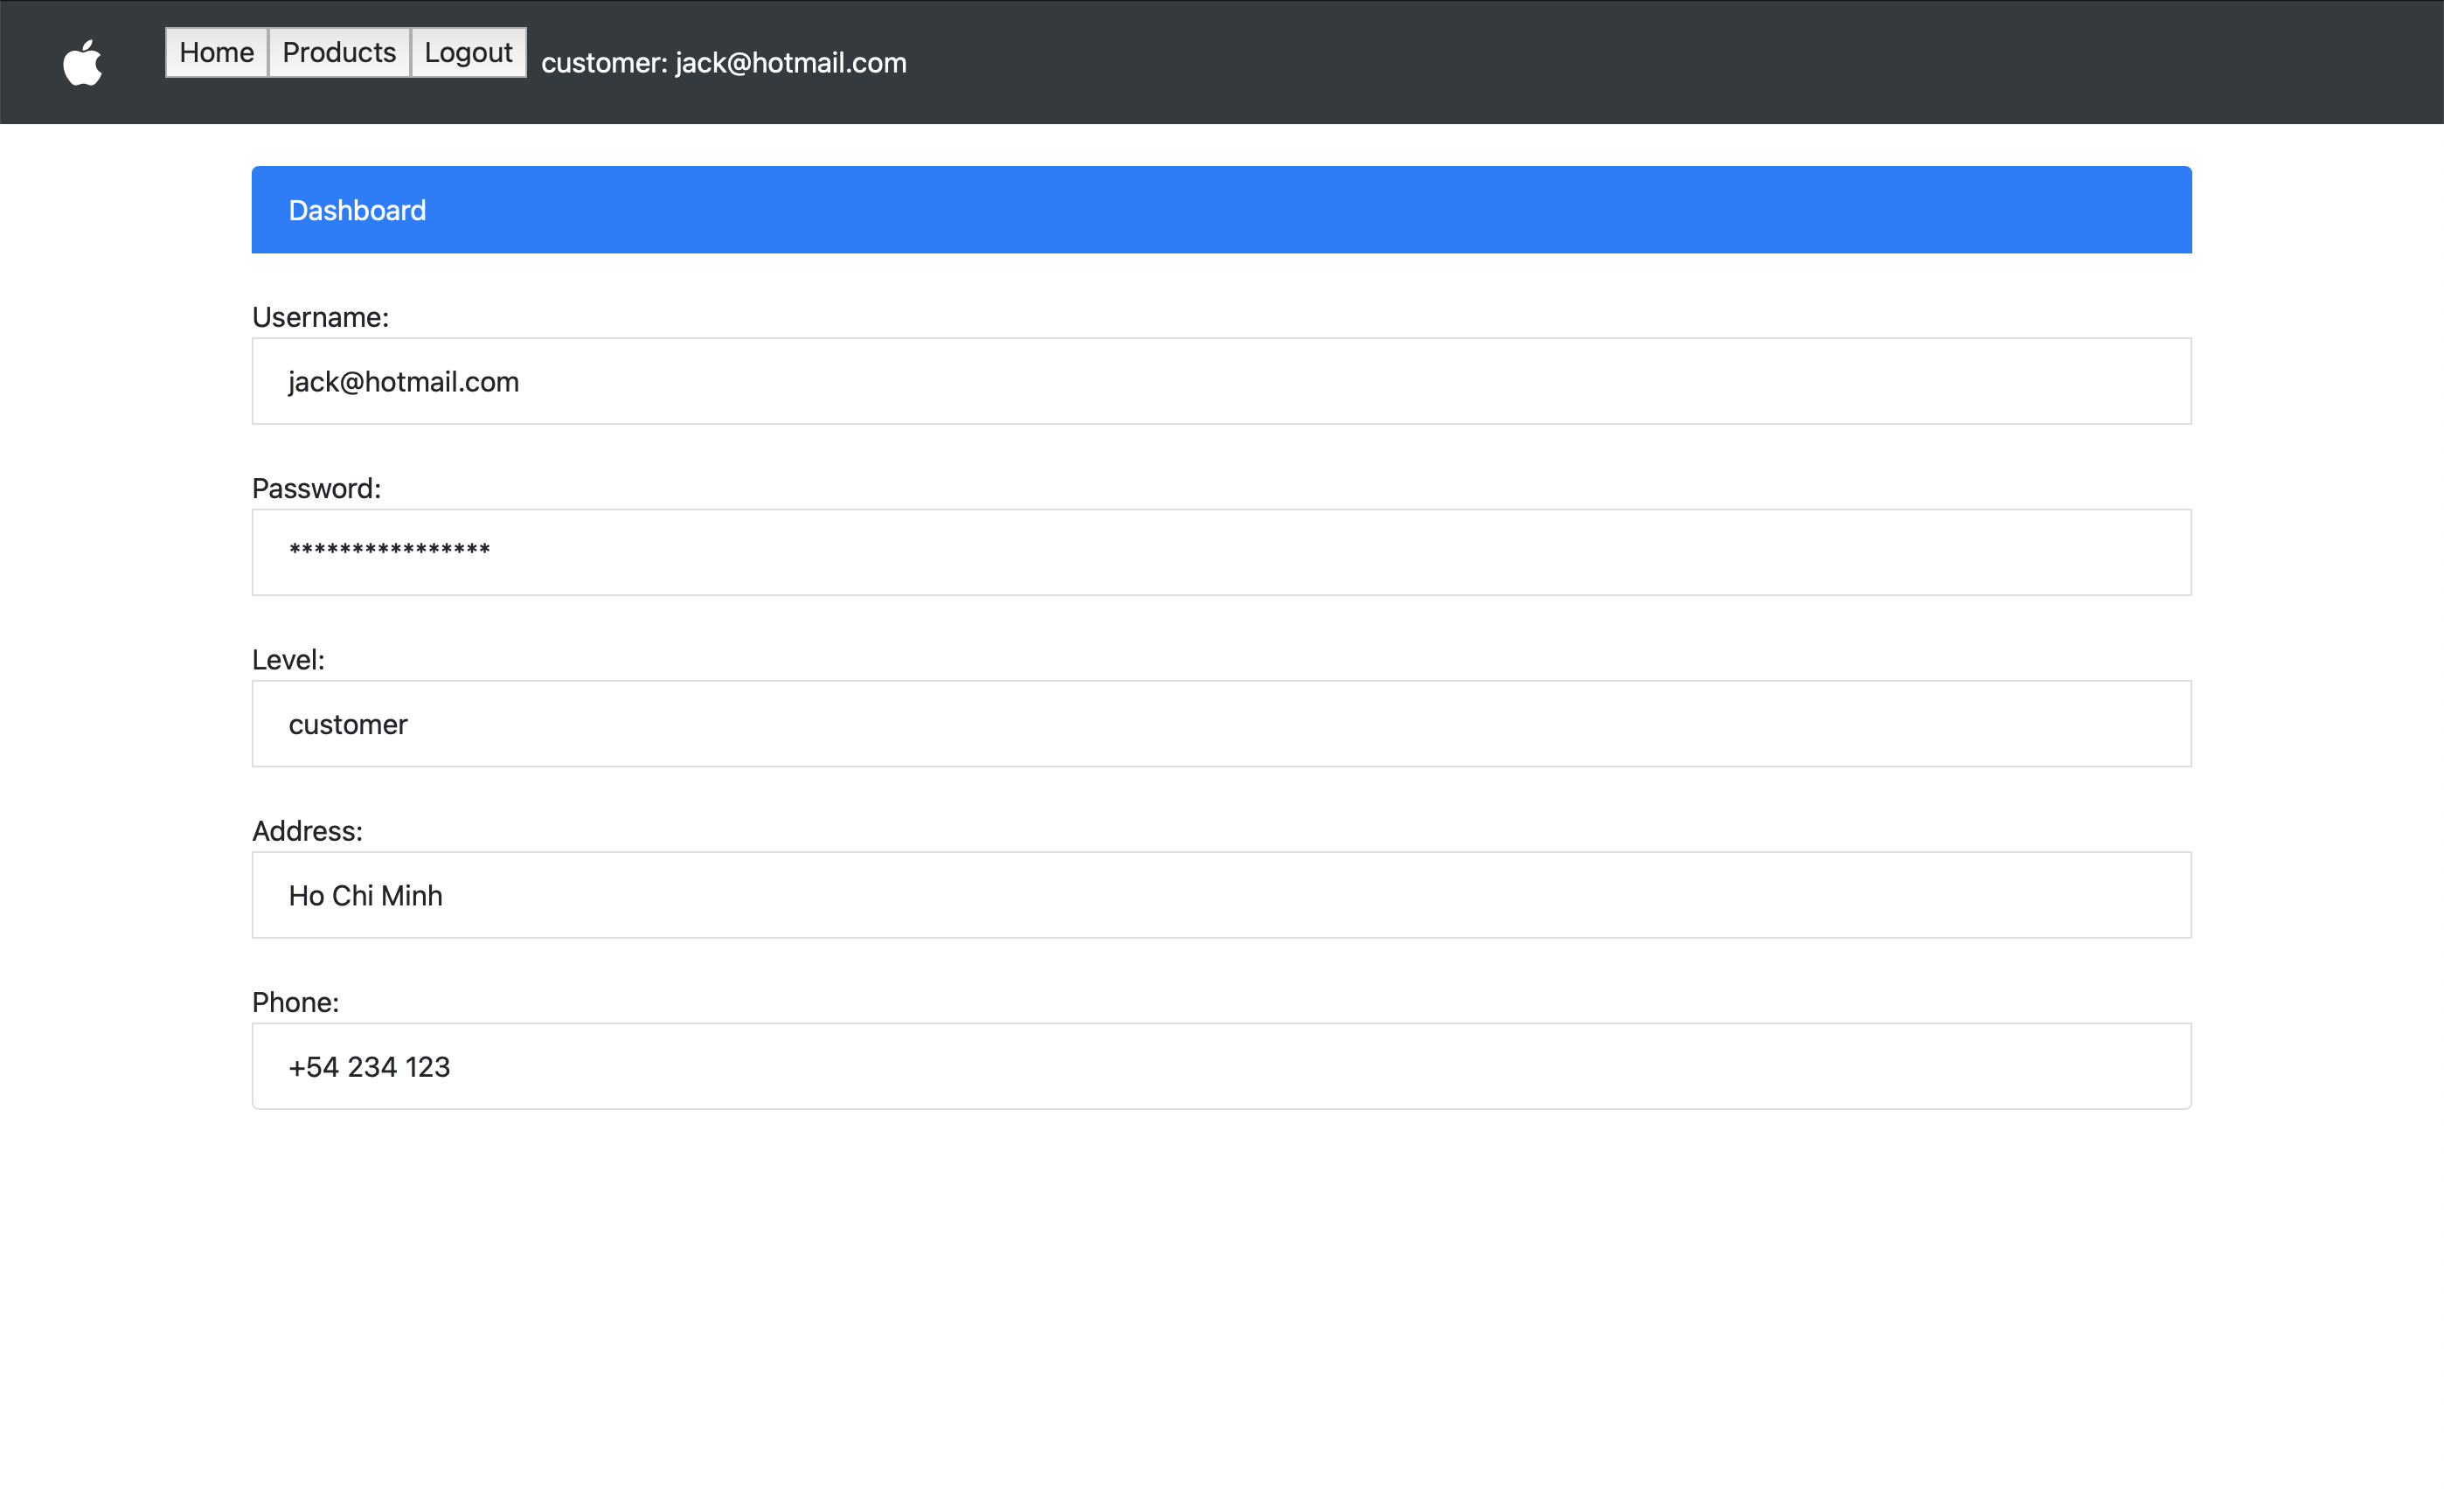 Home Products Logout customer: jack@hotmail.com
Dashboard
Username:
jack@hotmail.com
Password:
****************
Level:
customer
Address:
Ho Chi Minh
Phone:
+54 234 123